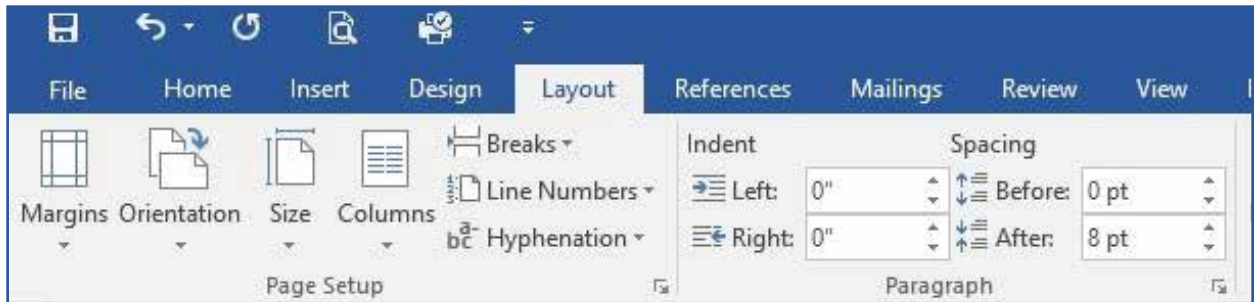 File Home Insert Design Layout References Mailings Review View
Indent Spacing
Breaks
Line Numbers Left: 0" Before: 0 pt
Margins Orientation Size Columns
Hyphenation Right: 0" After: 8 pt
Page Setup Paragraph